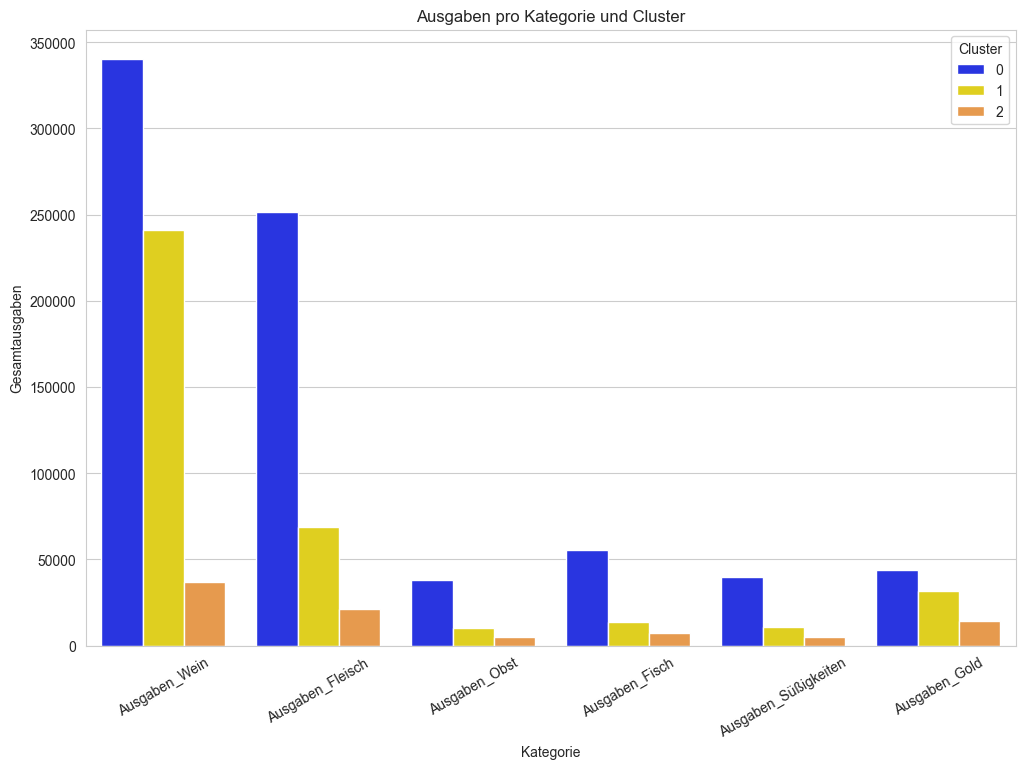 Ausgaben pro Kategorie und Cluster
Cluster
0
1
2
Gesamtausgaben
350000
300000
250000
200000
150000
100000
50000
0
Ausgaben_Wein
Ausgaben_Fleisch
Ausgaben_Obst
Ausgaben_Fisch
Ausgaben_Süßigkeiten
Ausgaben_Gold
Kategorie